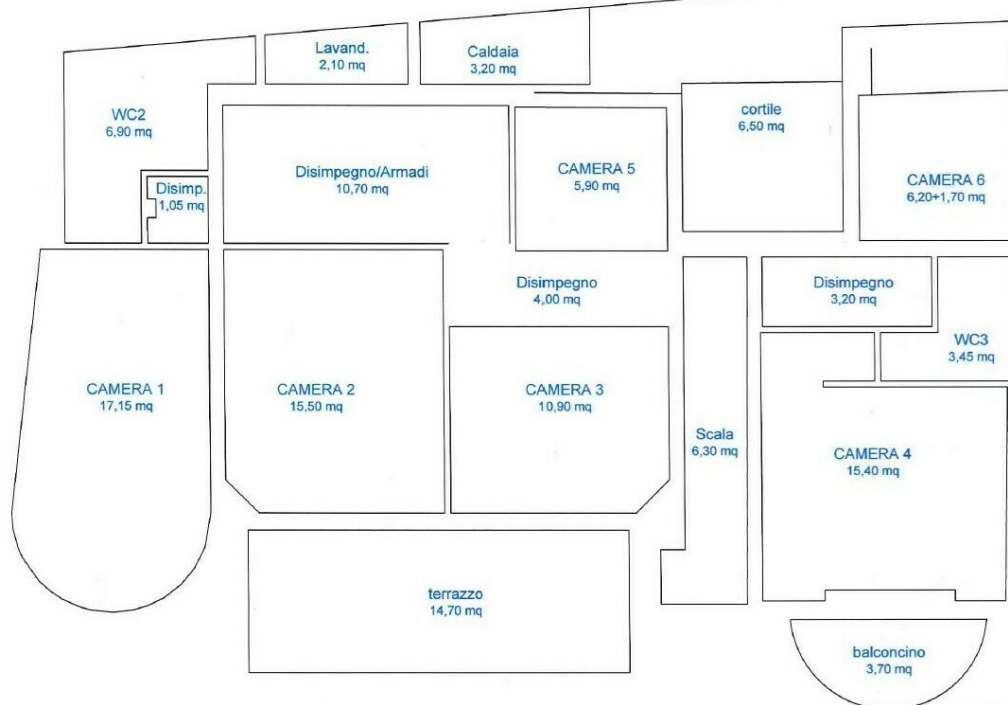 Lavand.
2,10 mq
Caldaia
3,20 mq
WC2
6,90 mq
cortile
6,50 mq
Disimpegno/Armadi
10,70 mq
CAMERA 5
5,90 mq
CAMERA 6
6,20+1,70 mq
Disimp.
1,05 mq
Disimpegno
4,00 mq
Disimpegno
3,20 mq
WC3
3,45 mq
CAMERA 1
17,15 mq
CAMERA 2
15,50 mq
CAMERA 3
10,90 mq
Scala
6,30 mq
CAMERA 4
15,40 mq
terrazzo
14,70 mq
balconcino
3,70 mq